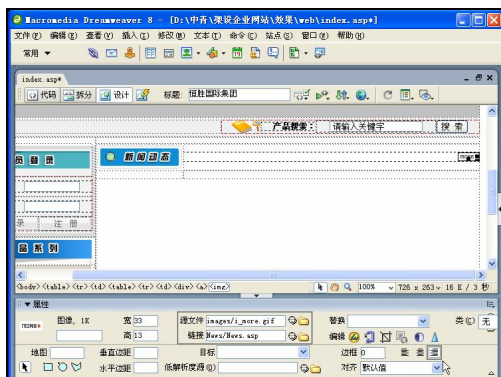 Macromedia Dreamweaver 8 - [D:\中青\架设企业网站\效果\web\index.asp*]
文件(F) 编辑(E) 查看(V) 插入(I) 修改(M) 文本(T) 命令(C) 站点(S) 窗口(W) 帮助(H)
常用
index.asp*
代码 拆分 设计 标题: 恒胜国际集团
产品搜索: 请输入关键字 搜 索
员 登 录 新 闻 动 态
录 注 册
品 系 列
<body><table><tr><td><table><tr><td><div><a><img> 100% 726 x 263 16 K / 3 秒
属性
more 图像, 1K 宽 33 源文件 images/i_more.gif 替换 类(C) 无
高 13 链接 News/News.asp 编辑
地图 垂直边距 目标 边框 0
水平边距 低解析度源(O) 对齐 默认值